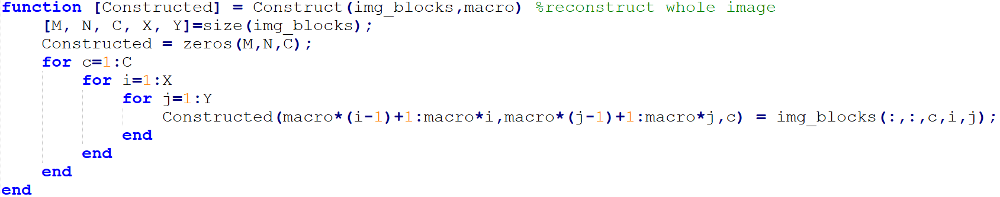 function [Constructed] = Construct(img_blocks,macro) %reconstruct whole image
    [M, N, C, X, Y]=size(img_blocks);
    Constructed = zeros(M,N,C);
    for c=1:C
        for i=1:X
            for j=1:Y
                Constructed(macro*(i-1)+1:macro*i,macro*(j-1)+1:macro*j,c) = img_blocks(:,:,c,i,j);
            end
        end
    end
end